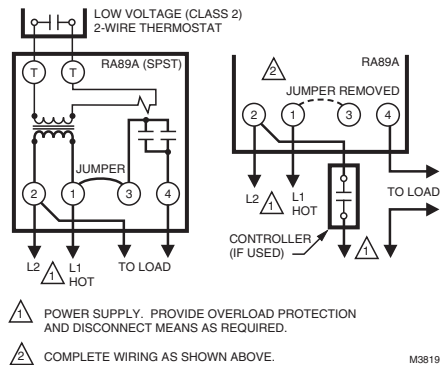 LOW VOLTAGE (CLASS 2)
2-WIRE THERMOSTAT
RA89A (SPST)
T T
JUMPER
2 1 3 4
L2 1 L1
HOT
TO LOAD
RA89A
2
JUMPER REMOVED
2 1 3 4
L2 1 L1
HOT
TO LOAD
CONTROLLER
(IF USED)
1
1 POWER SUPPLY. PROVIDE OVERLOAD PROTECTION
AND DISCONNECT MEANS AS REQUIRED.
2 COMPLETE WIRING AS SHOWN ABOVE.
M3819